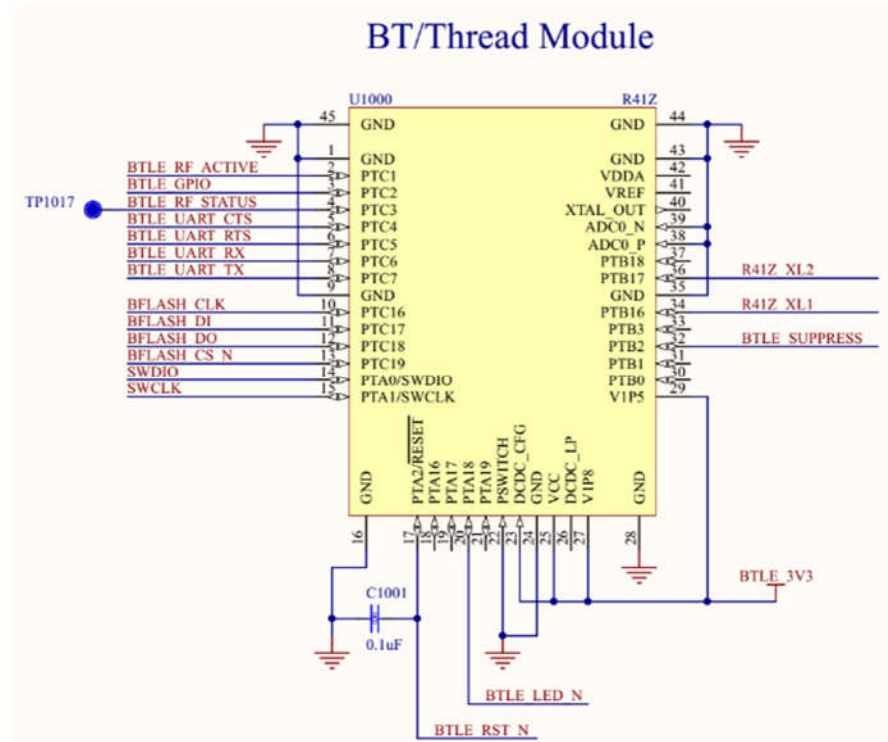 BT/Thread Module
U1000 R41Z
45 GND GND 44
1 GND GND 43
BTLE RF ACTIVE 2 PTC1 VDDA 42
BTLE GPIO 3 PTC2 VREF 41
TP1017 BTLE RF STATUS 4 PTC3 XTAL_OUT 40
BTLE UART CTS 5 PTC4 ADC0_N 39
BTLE UART RTS 6 PTC5 ADC0_P 38
BTLE UART RX 7 PTC6 PTB18 37
BTLE UART TX 8 PTC7 PTB17 36 R41Z XL2
9 GND GND 35
BFLASH CLK 10 PTC16 PTB16 34 R41Z XL1
BFLASH DI 11 PTC17 PTB3 33
BFLASH DO 12 PTC18 PTB2 32 BTLE SUPPRESS
BFLASH CS N 13 PTC19 PTB1 31
SWDIO 14 PTA0/SWDIO PTB0 30
SWCLK 15 PTA1/SWCLK V1P5 29
GND
PTA2/RESET
PTA16
PTA17
PTA18
PTA19
PSWITCH
DCDC_CFG
GND
VCC
DCDC_LP
V1P8
GND
16 17 18 19 20 21 22 23 24 25 26 27 28
BTLE 3V3
C1001
0.1uF
BTLE LED N
BTLE RST N